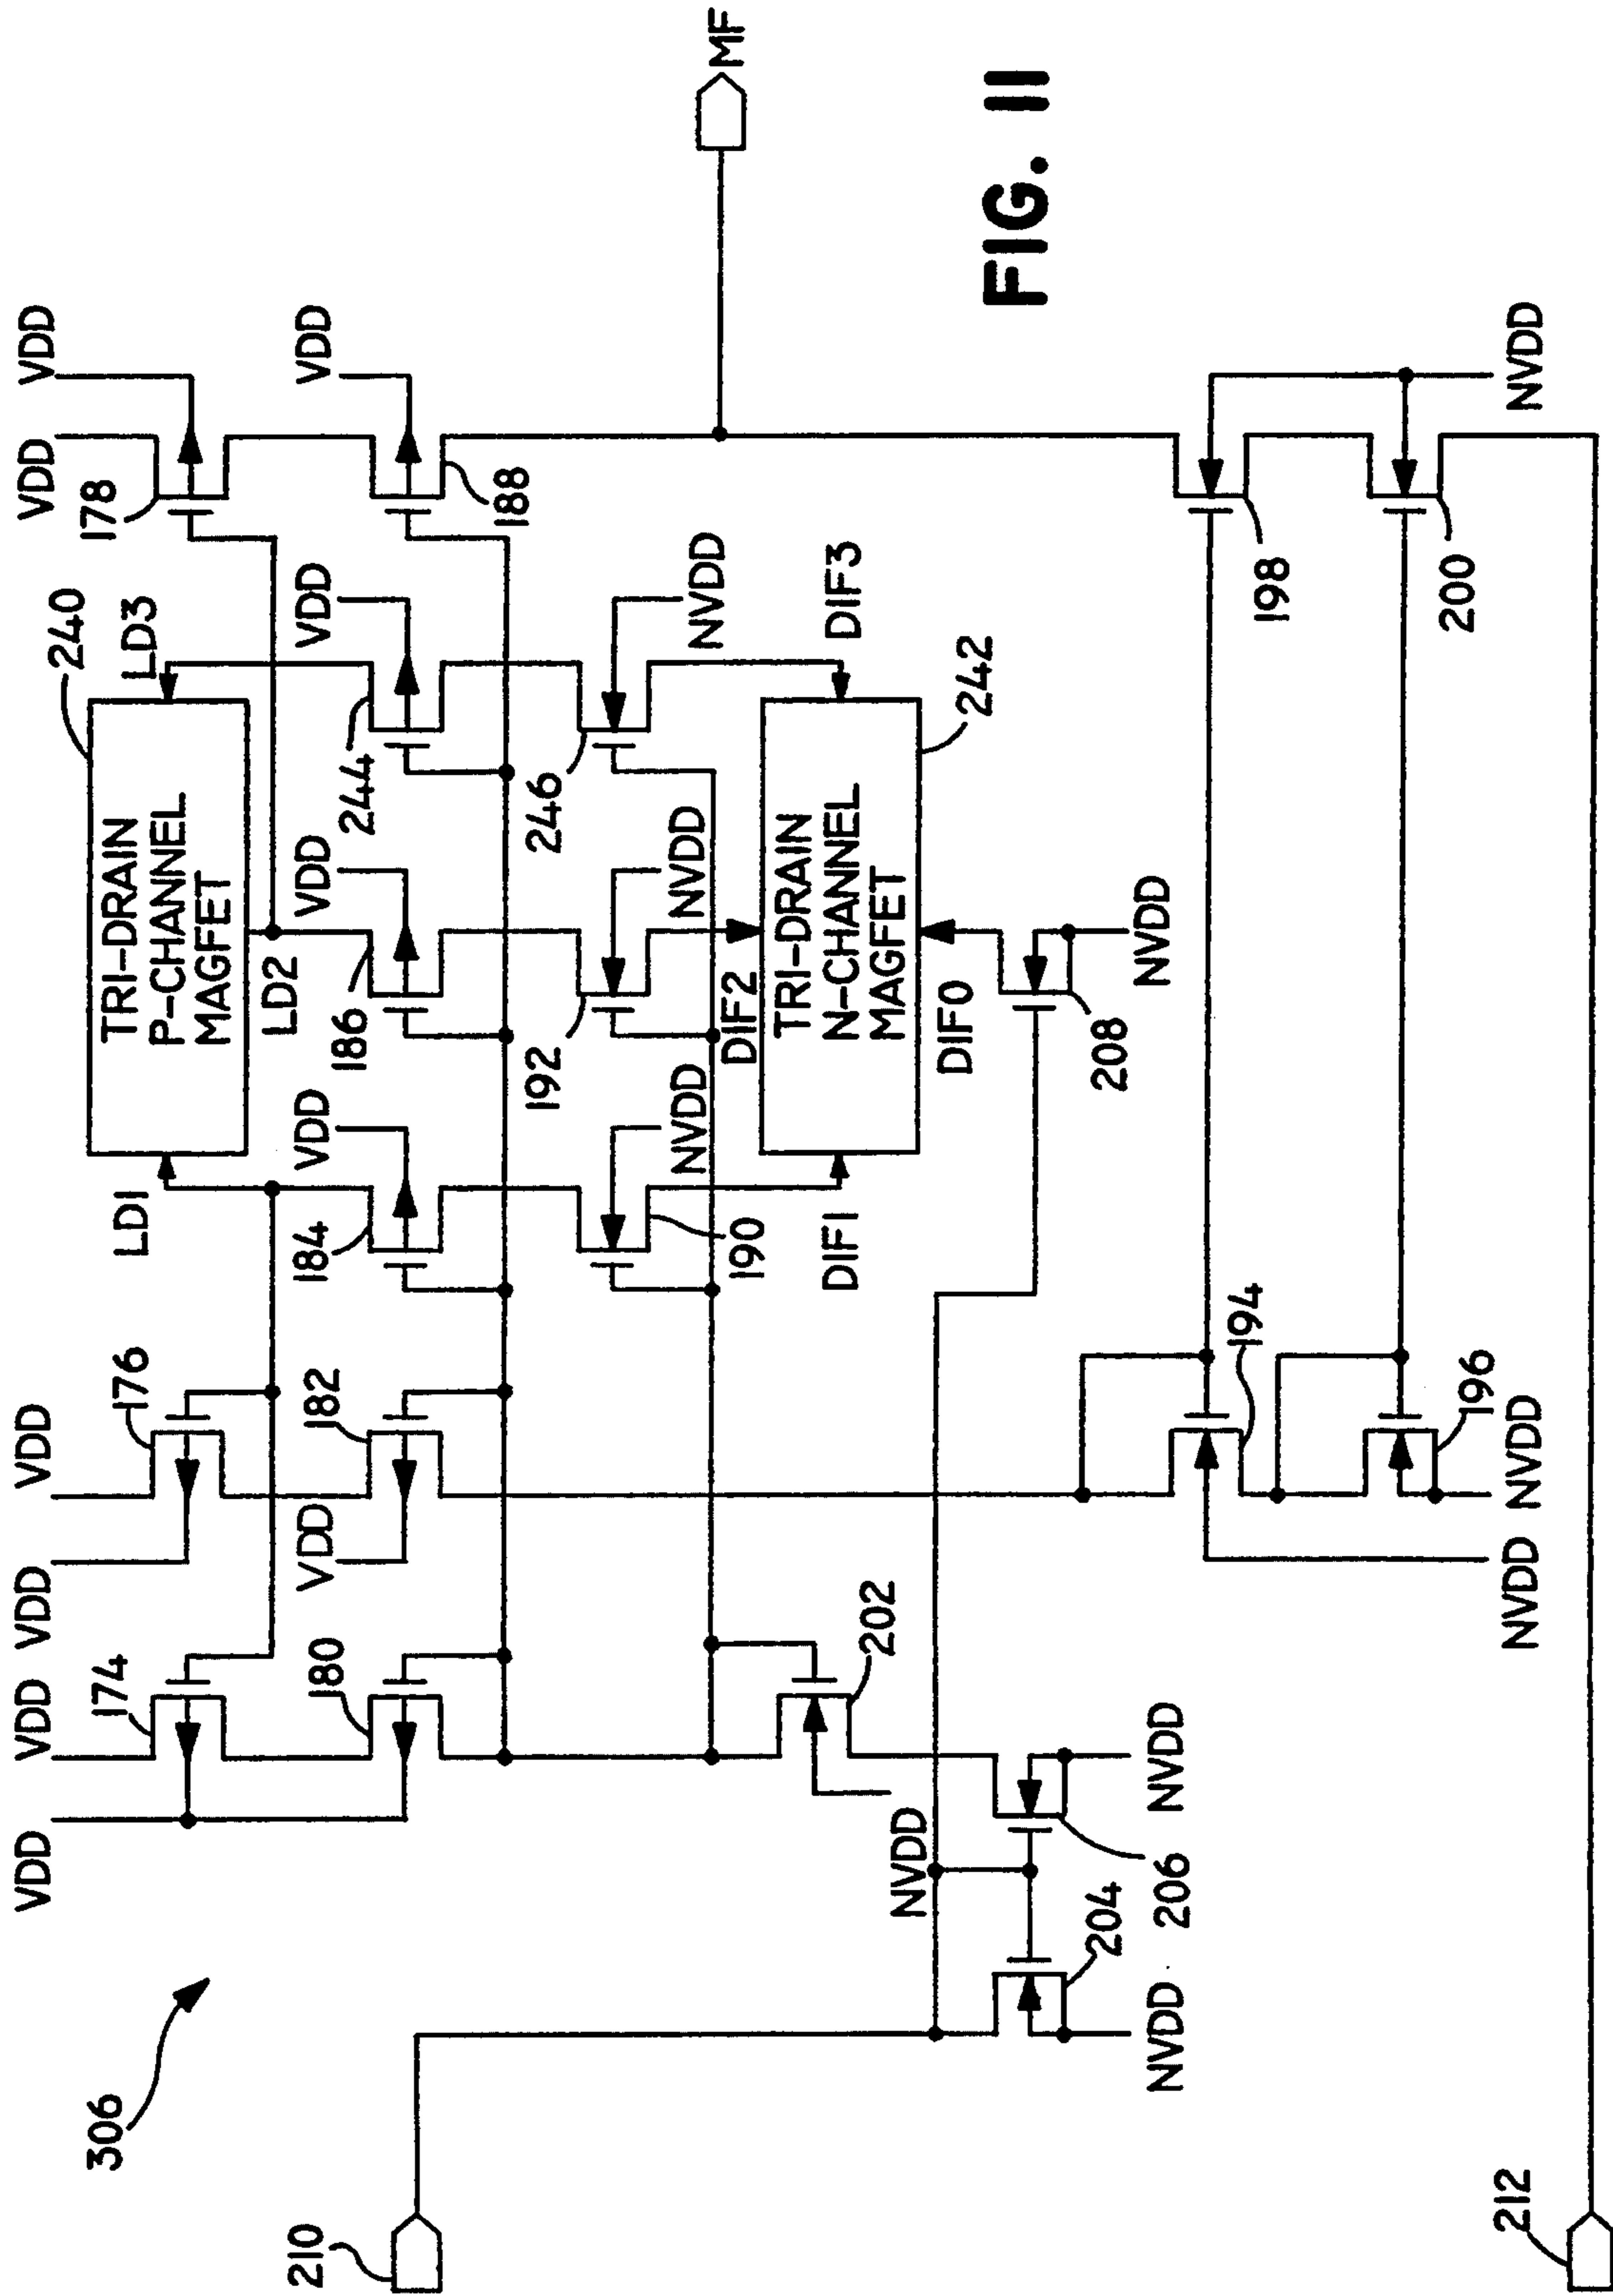 306
210
212
VDD
VDD
VDD
VDD
VDD
VDD
VDD
174
176
178
180
182
VDD
240
TRI-DRAIN
P-CHANNEL
MAGFET
LD1
LD2
LD3
VDD
VDD
VDD
VDD
184
186
244
188
190
192
246
NVDD
NVDD
NVDD
DIF1
DIF2
DIF3
TRI-DRAIN
N-CHANNEL
MAGFET
242
DIF0
208
NVDD
202
NVDD
204
206
NVDD
NVDD
194
196
NVDD
NVDD
198
200
NVDD
MF
FIG. 11